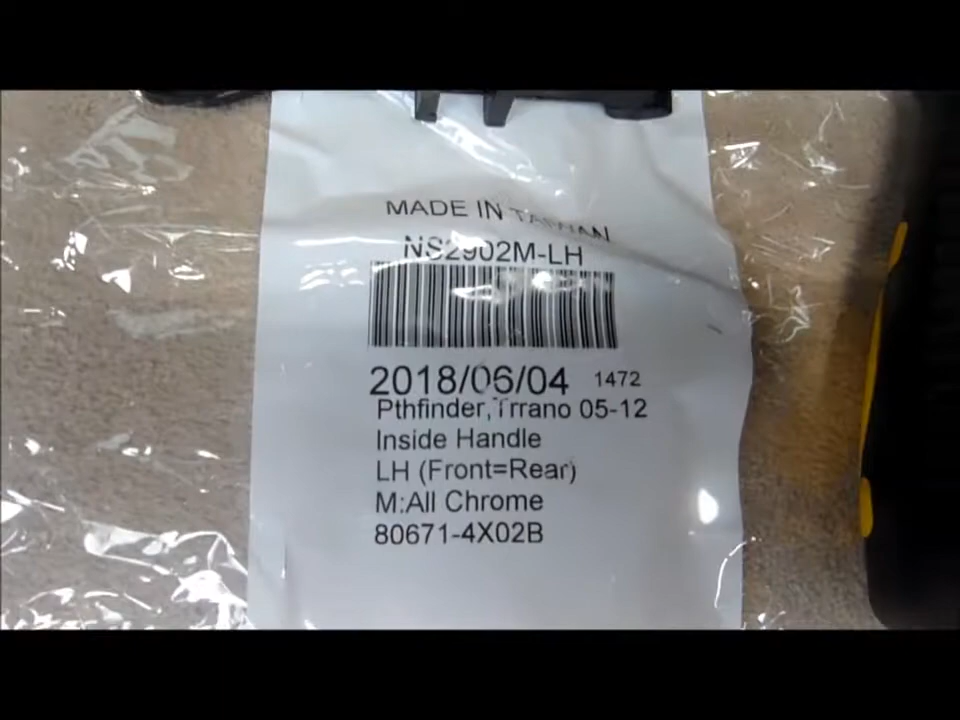 MADE IN TAIWAN
NS2902M-LH
2018/06/04 1472
Pthfinder,Trrano 05-12
Inside Handle
LH (Front=Rear)
M:All Chrome
80671-4X02B